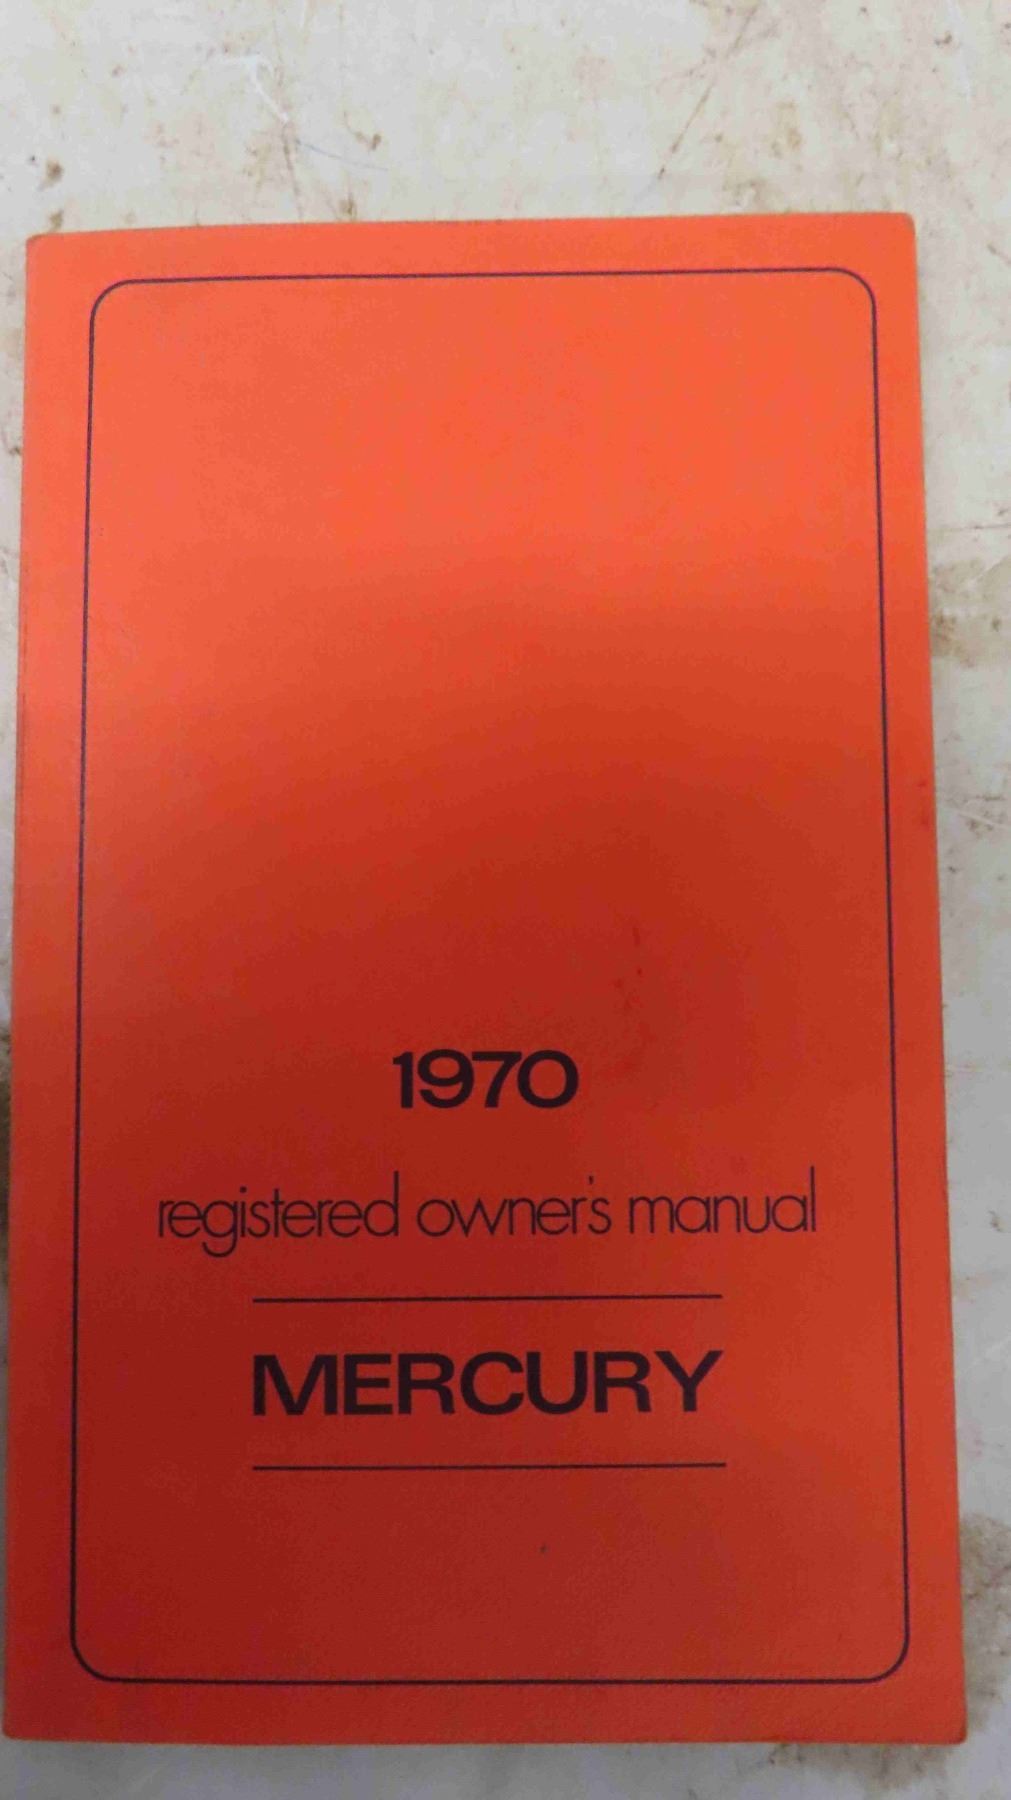 1970
registered owner's manual
MERCURY